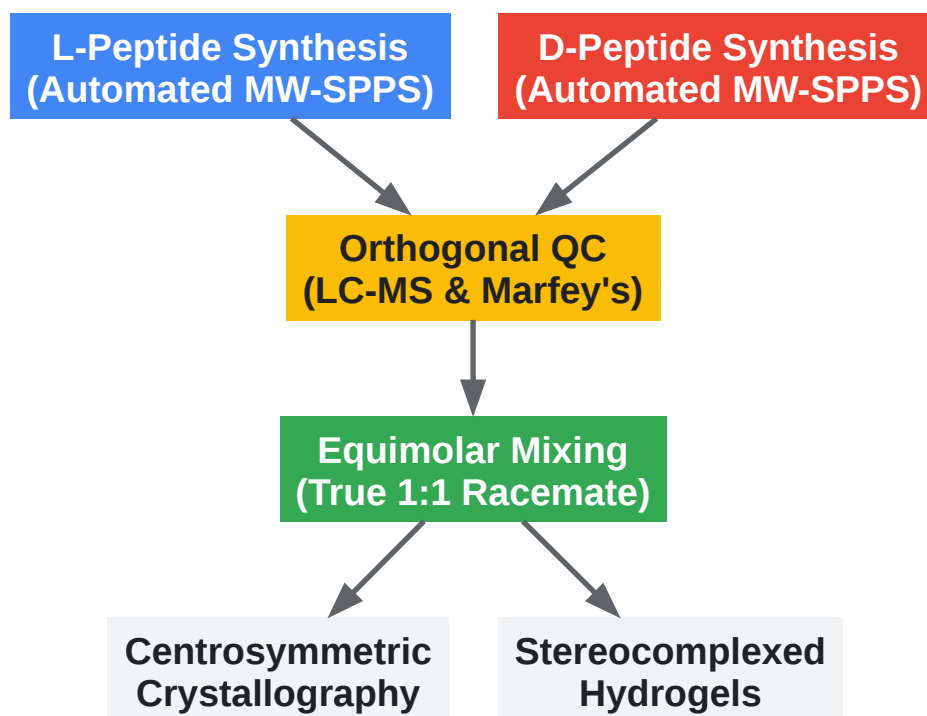 L-Peptide Synthesis
(Automated MW-SPPS)
D-Peptide Synthesis
(Automated MW-SPPS)
Orthogonal QC
(LC-MS & Marfey's)
Equimolar Mixing
(True 1:1 Racemate)
Centrosymmetric
Crystallography
Stereocomplexed
Hydrogels